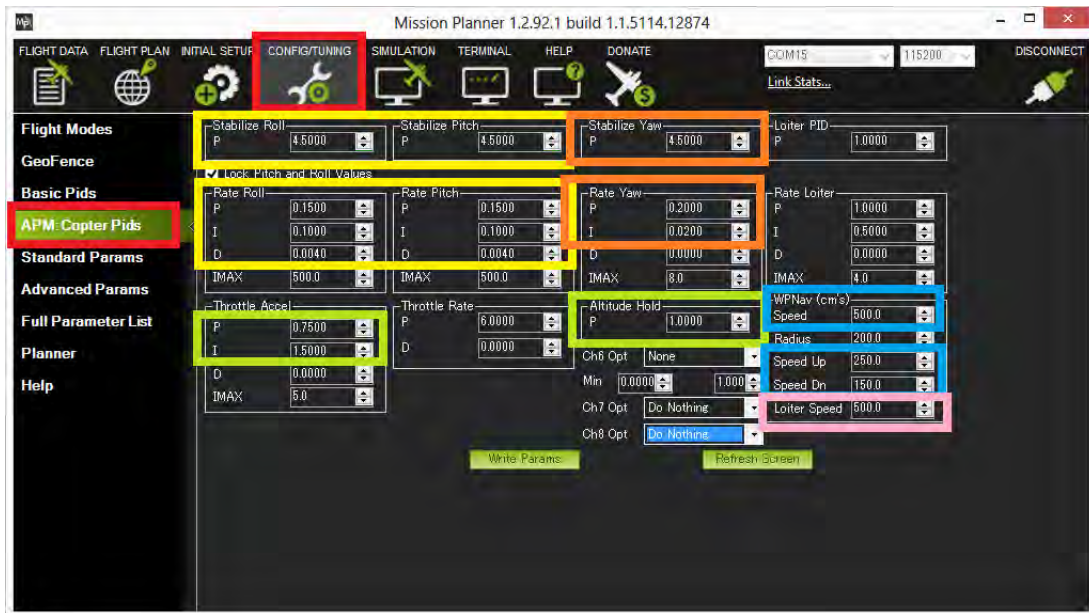 Mission Planner 1.2.92.1 build 1.1.5114.12874
FLIGHT DATA FLIGHT PLAN INITIAL SETUP CONFIG/TUNING SIMULATION TERMINAL HELP DONATE COM15 115200 DISCONNECT
Link Stats...
Flight Modes
GeoFence
Basic Pids
APM:Copter Pids
Standard Params
Advanced Params
Full Parameter List
Planner
Help
Stabilize Roll
P 4.5000
Stabilize Pitch
P 4.5000
Stabilize Yaw
P 4.5000
Loiter PID
P 1.0000
Lock Pitch and Roll Values
Rate Roll
P 0.1500
I 0.1000
D 0.0040
IMAX 500.0
Rate Pitch
P 0.1500
I 0.1000
D 0.0040
IMAX 500.0
Rate Yaw
P 0.2000
I 0.0200
D 0.0000
IMAX 8.0
Rate Loiter
P 1.0000
I 0.5000
D 0.0000
IMAX 4.0
Throttle Accel
P 0.7500
I 1.5000
D 0.0000
IMAX 5.0
Throttle Rate
P 6.0000
D 0.0000
Altitude Hold
P 1.0000
Ch6 Opt None
Min 0.0000 1.000
Ch7 Opt Do Nothing
Ch8 Opt Do Nothing
WPNav (cm's)
Speed 500.0
Radius 200.0
Speed Up 250.0
Speed Dn 150.0
Loiter Speed 500.0
Write Params
Refresh Screen